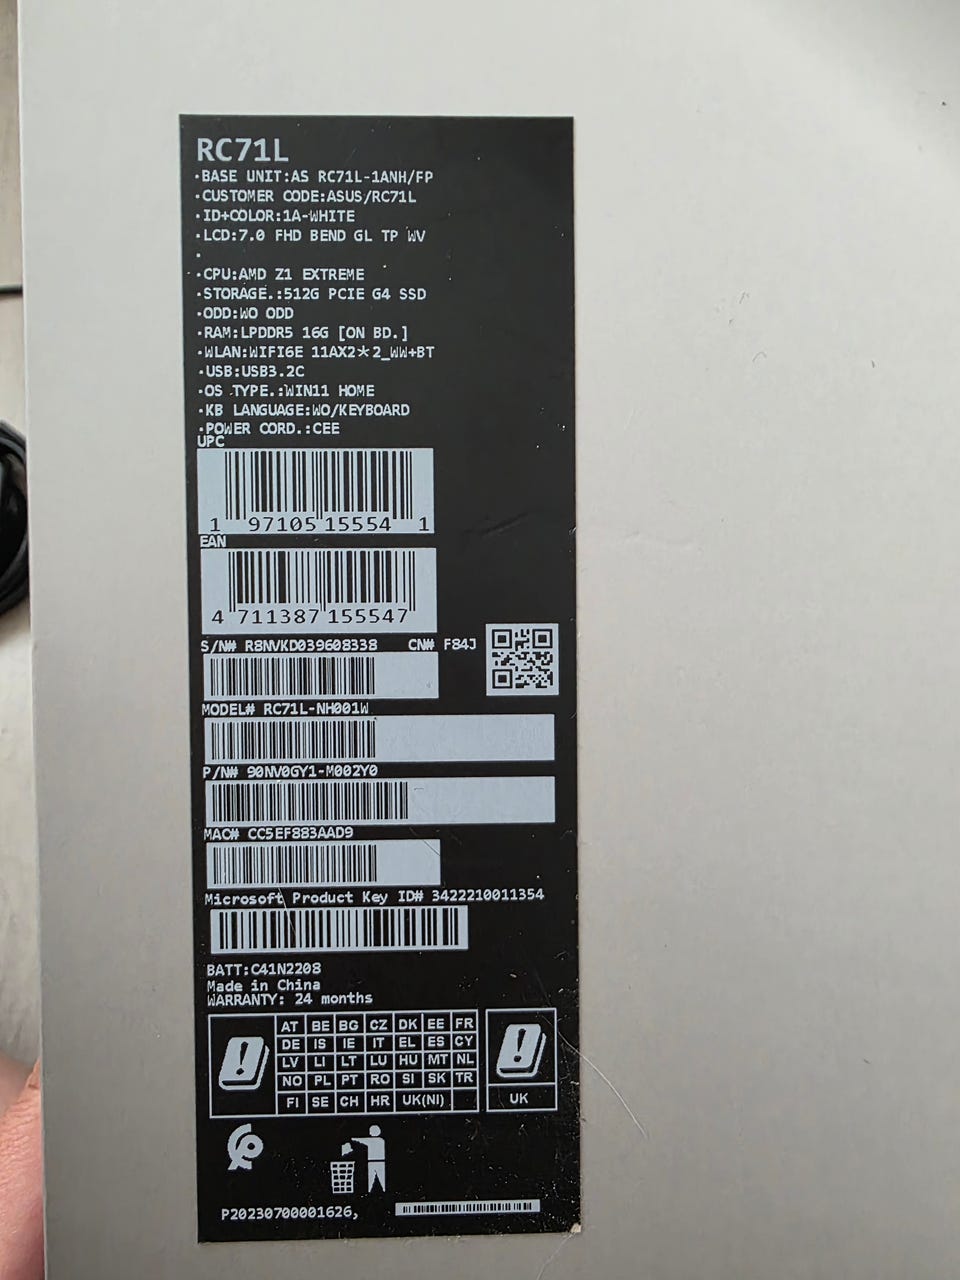 RC71L
·BASE UNIT:AS RC71L-1ANH/FP
·CUSTOMER CODE:ASUS/RC71L
·ID+COLOR:1A-WHITE
·LCD:7.0 FHD BEND GL TP WV
·
·CPU:AMD Z1 EXTREME
·STORAGE.:512G PCIE G4 SSD
·ODD:WO ODD
·RAM:LPDDR5 16G [ON BD.]
·WLAN:WIFI6E 11AX2*2_WW+BT
·USB:USB3.2C
·OS TYPE.:WIN11 HOME
·KB LANGUAGE:WO/KEYBOARD
·POWER CORD.:CEE
UPC
1 97105 15554 1
EAN
4 711387 155547
S/N# R8NVKD039608338 CN# F84J
MODEL# RC71L-NH001W
P/N# 90NV0GY1-M002Y0
MAC# CC5EF883AAD9
Microsoft Product Key ID# 3422210011354
BATT:C41N2208
Made in China
WARRANTY: 24 months
AT BE BG CZ DK EE FR
DE IS IE IT EL ES CY
LV LI LT LU HU MT NL
NO PL PT RO SI SK TR
FI SE CH HR UK(NI)
UK
P20230700001626,